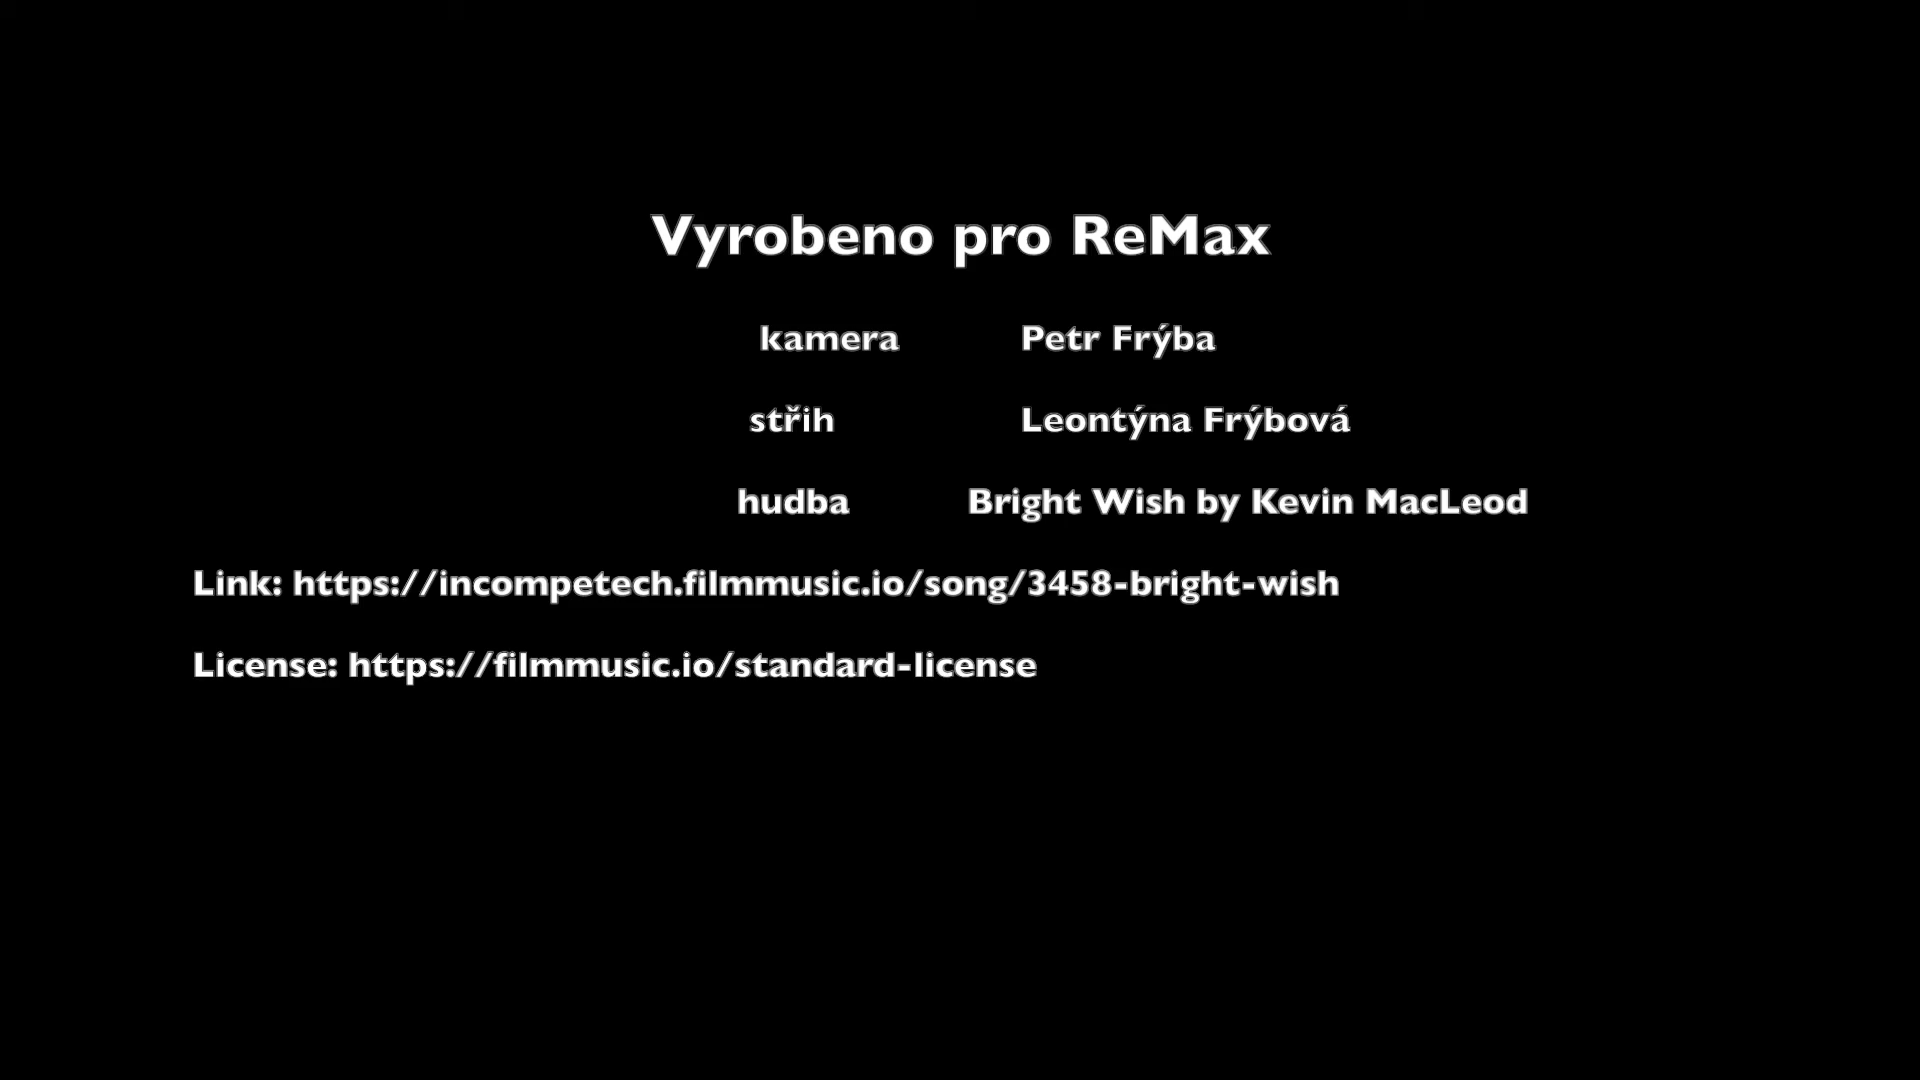 Vyrobeno pro ReMax
kamera Petr Frýba
střih Leontýna Frýbová
hudba Bright Wish by Kevin MacLeod
Link: https://incompetech.filmmusic.io/song/3458-bright-wish
License: https://filmmusic.io/standard-license